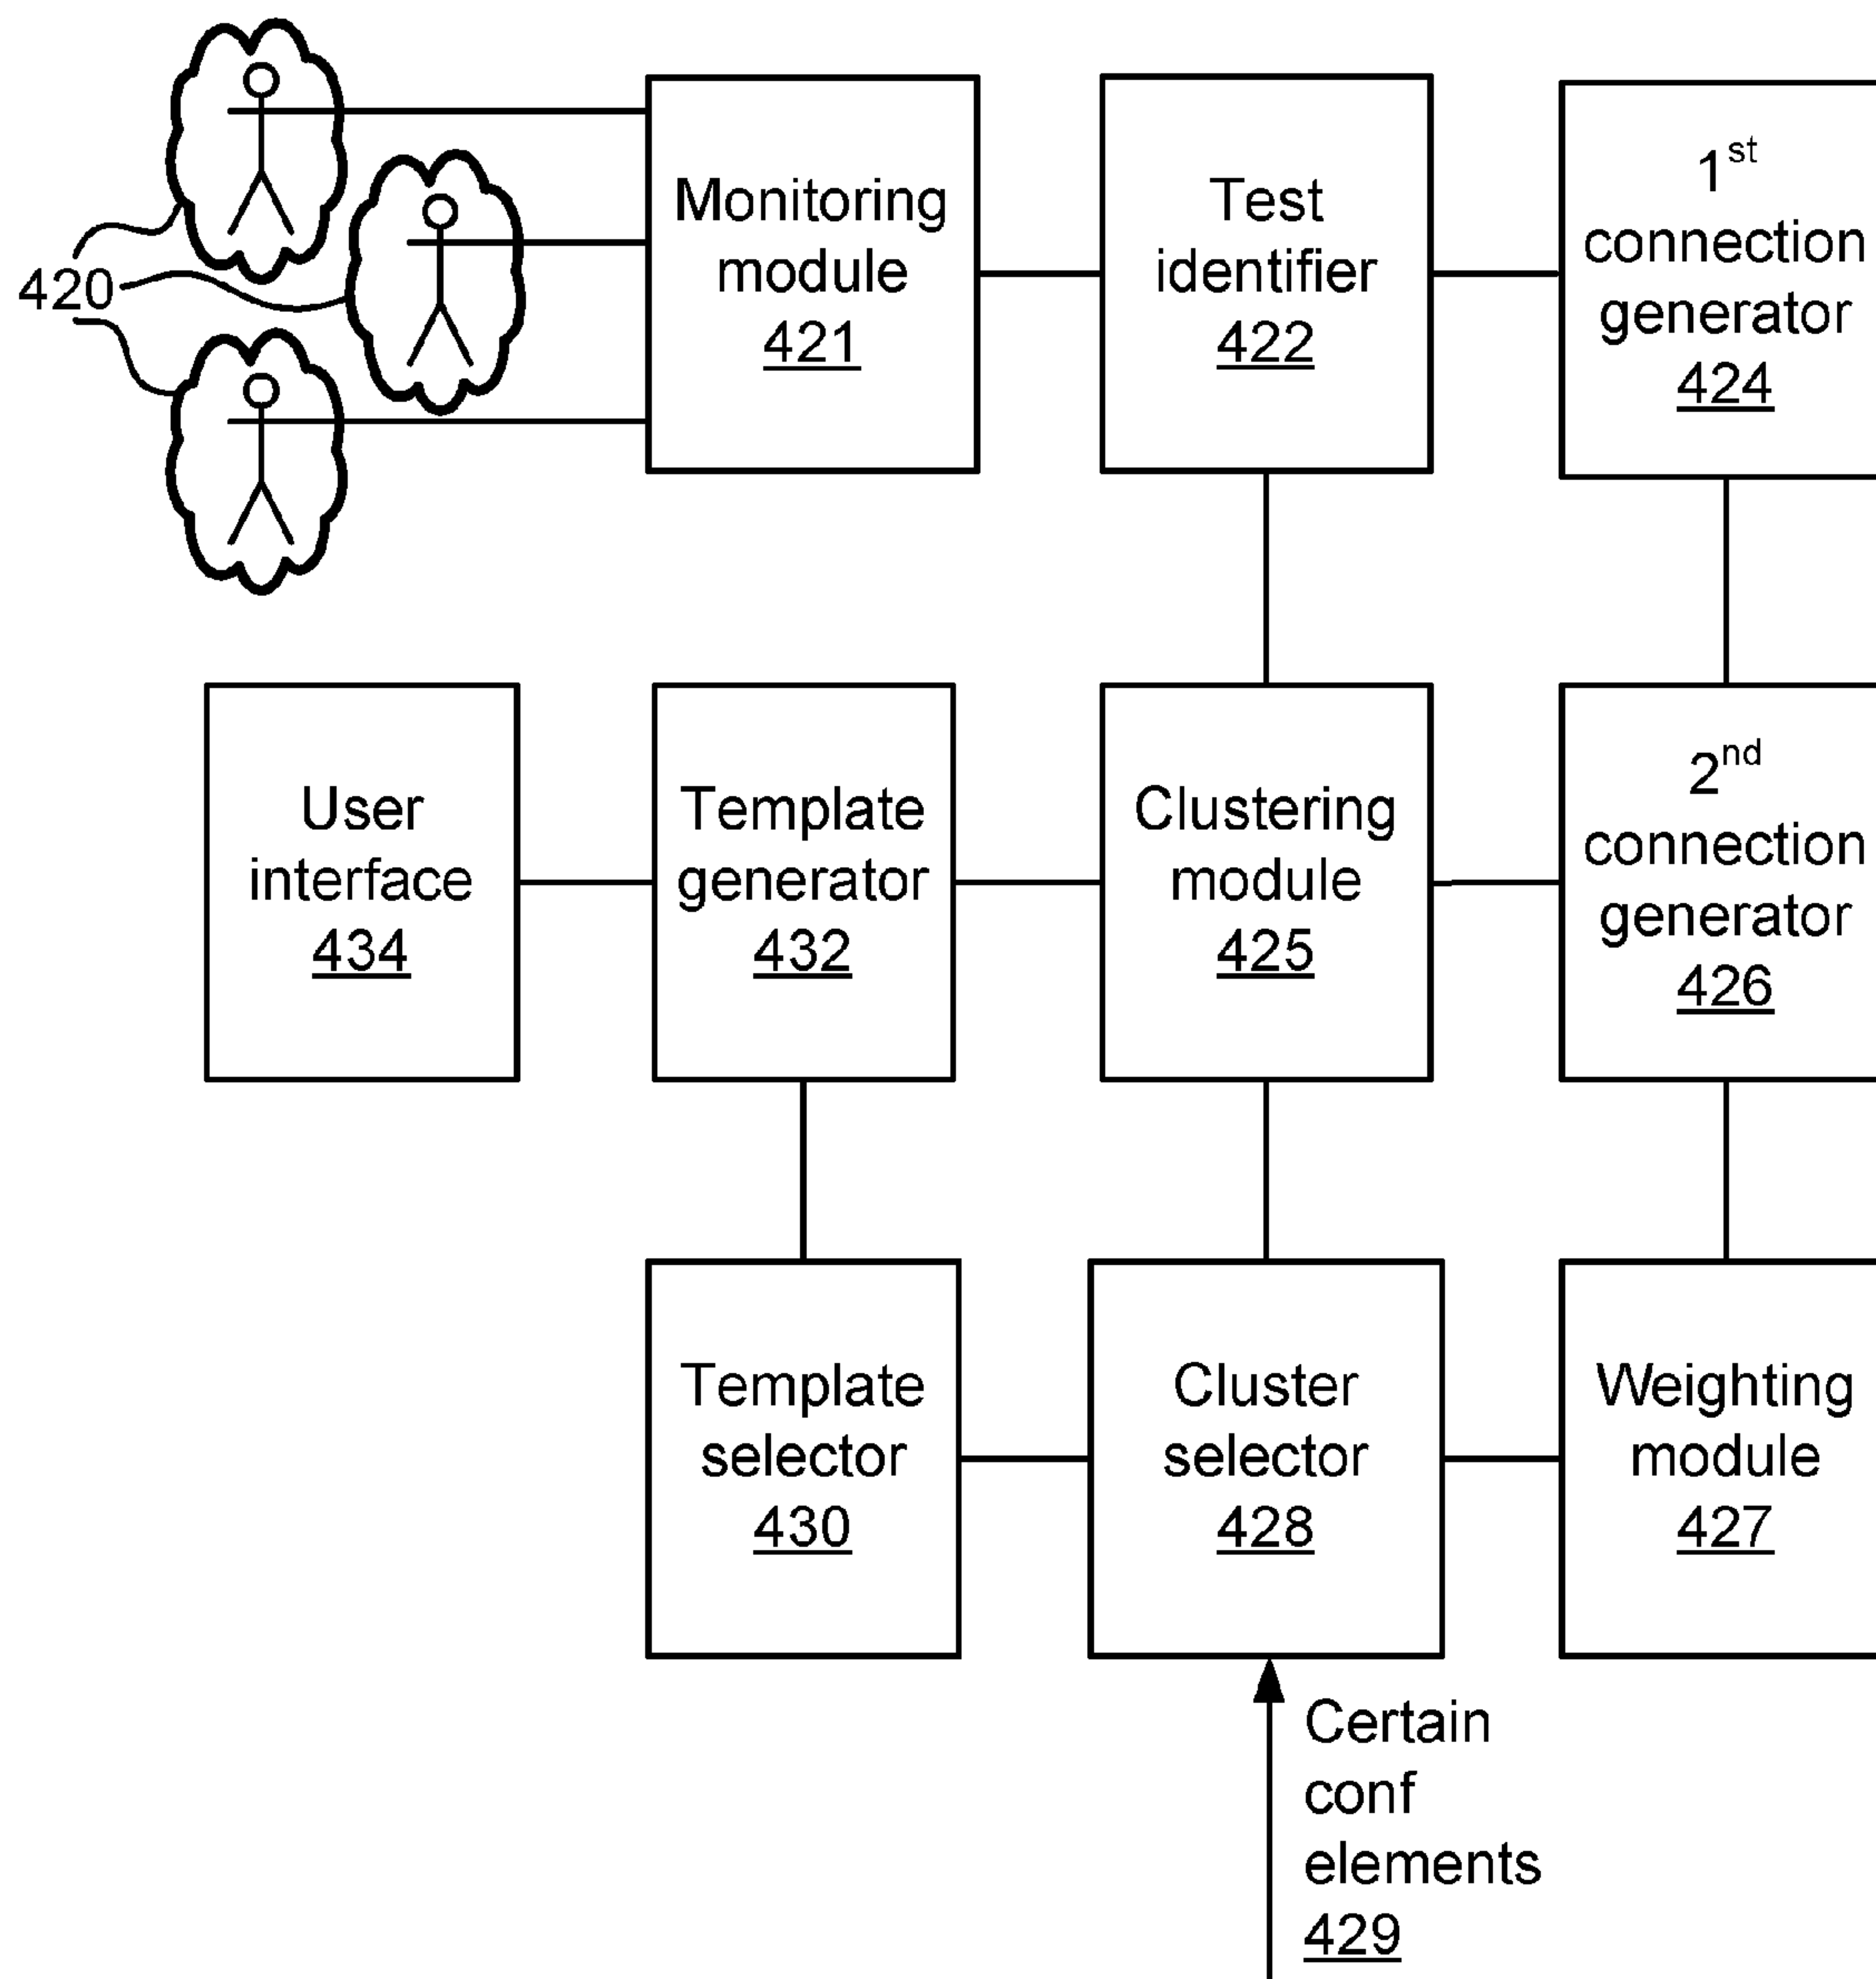 420
Monitoring
module
421
Test
identifier
422
1st
connection
generator
424
User
interface
434
Template
generator
432
Clustering
module
425
2nd
connection
generator
426
Template
selector
430
Cluster
selector
428
Weighting
module
427
Certain
conf
elements
429